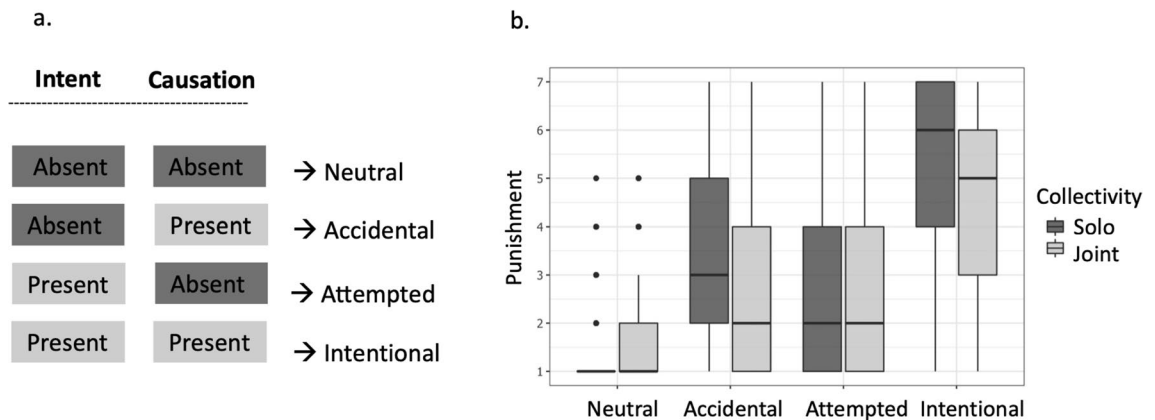 a.
Intent Causation
Absent Absent → Neutral
Absent Present → Accidental
Present Absent → Attempted
Present Present → Intentional
b.
7
6
5
4
3
2
1
Punishment
Neutral Accidental Attempted Intentional
Collectivity
Solo
Joint